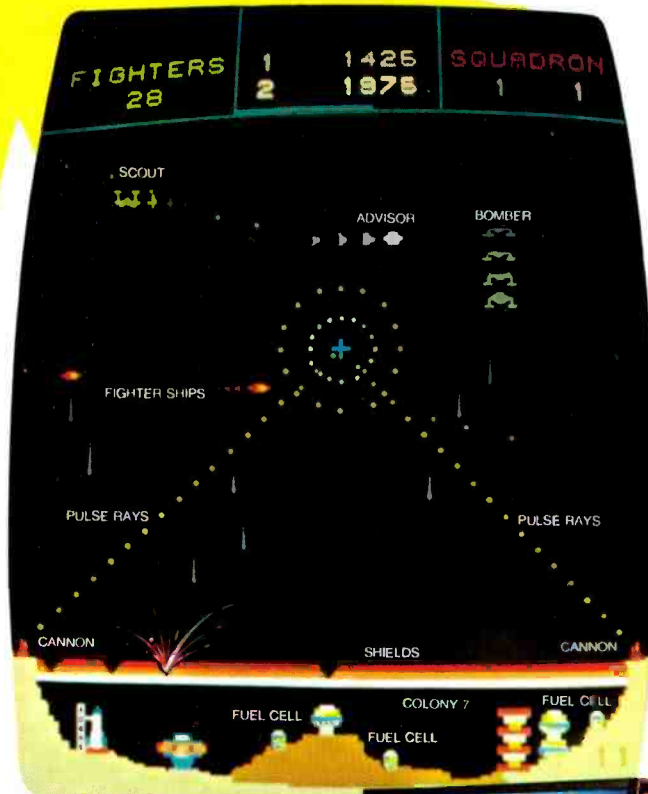 FIGHTERS
28
1 1425
2 1975
SQUADRON
1 1
SCOUT
ADVISOR
BOMBER
FIGHTER SHIPS
PULSE RAYS
PULSE RAYS
CANNON
SHIELDS
CANNON
COLONY 7
FUEL CELL
FUEL CELL
FUEL CELL